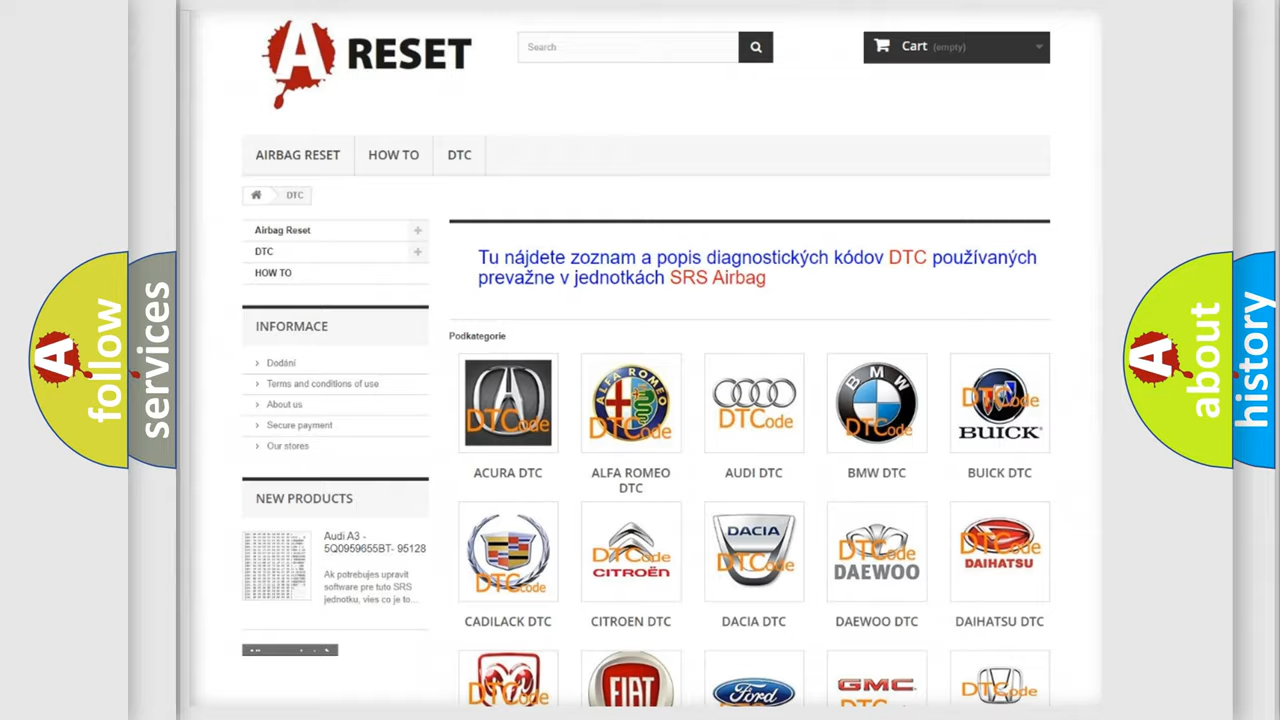 A RESET
Search
Cart (empty)
AIRBAG RESET
HOW TO
DTC
DTC
Airbag Reset
DTC
HOW TO
INFORMACE
Dodání
Terms and conditions of use
About us
Secure payment
Our stores
NEW PRODUCTS
Audi A3 -
5Q0959655BT- 95128
Ak potrebujes upravit
software pre tuto SRS
jednotku, vies co je to...
Tu nájdete zoznam a popis diagnostických kódov DTC používaných
prevažne v jednotkách SRS Airbag
Podkategorie
DTCode
ALFA ROMEO
DTCode
DTCode
BMW
DTCode
DTCode
BUICK
ACURA DTC
ALFA ROMEO
DTC
AUDI DTC
BMW DTC
BUICK DTC
DTCode
DTCode
CITROËN
DACIA
DTCode
DTCode
DAEWOO
DTCode
DAIHATSU
CADILACK DTC
CITROEN DTC
DACIA DTC
DAEWOO DTC
DAIHATSU DTC
DTCode
FIAT
Ford
GMC
DTCode
A follow
services
A about
history